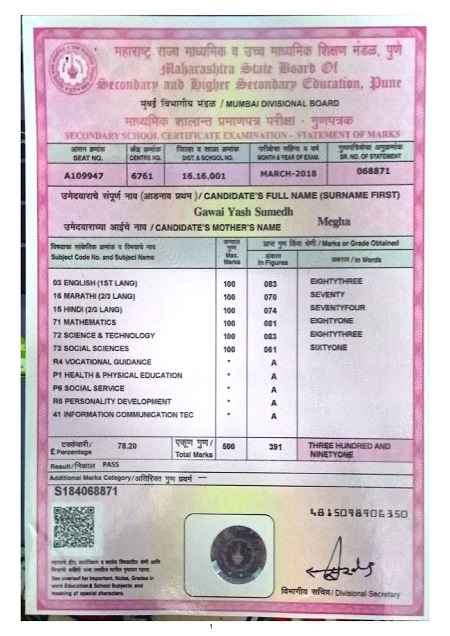 महाराष्ट्र राज्य माध्यमिक व उच्च माध्यमिक शिक्षण मंडळ, पुणे
Maharashtra State Board Of
Secondary and Higher Secondary Education, Pune
मुंबई विभागीय मंडळ / MUMBAI DIVISIONAL BOARD
माध्यमिक शालान्त प्रमाणपत्र परीक्षा - गुणपत्रक
SECONDARY SCHOOL CERTIFICATE EXAMINATION - STATEMENT OF MARKS
आसन क्रमांक केंद्र क्रमांक जिल्हा व शाळा क्रमांक परीक्षेचा महिना व वर्ष गुणपत्रिकेचा अनुक्रमांक
SEAT NO. CENTRE NO. DIST. & SCHOOL NO. MONTH & YEAR OF EXAM. SR. NO. OF STATEMENT
A109947 6761 16.16.001 MARCH-2018 068871
उमेदवाराचे संपूर्ण नाव (आडनाव प्रथम) / CANDIDATE'S FULL NAME (SURNAME FIRST)
Gawai Yash Sumedh
उमेदवाराच्या आईचे नाव / CANDIDATE'S MOTHER'S NAME Megha
विषयाचा सांकेतिक क्रमांक व विषयाचे नाव
Subject Code No. and Subject Name
कमाल गुण Max. Marks
प्राप्त गुण किंवा श्रेणी / Marks or Grade Obtained
अंकात In Figures अक्षरात / In Words
03 ENGLISH (1ST LANG) 100 083 EIGHTYTHREE
16 MARATHI (2/3 LANG) 100 070 SEVENTY
15 HINDI (2/3 LANG) 100 074 SEVENTYFOUR
71 MATHEMATICS 100 081 EIGHTYONE
72 SCIENCE & TECHNOLOGY 100 083 EIGHTYTHREE
73 SOCIAL SCIENCES 100 061 SIXTYONE
R4 VOCATIONAL GUIDANCE * A
P1 HEALTH & PHYSICAL EDUCATION * A
P6 SOCIAL SERVICE * A
R6 PERSONALITY DEVELOPMENT * A
41 INFORMATION COMMUNICATION TEC * A
टक्केवारी / 78.20 एकूण गुण / 500 391 THREE HUNDRED AND
£ Percentage Total Marks NINETYONE
Result/निकाल PASS
Additional Marks Category/अतिरिक्त गुण प्रवर्ग —
S184068871
4815098906350
See overleaf for Important, Notes, Grades in
work Education & School Subjects and
meaning of special characters.
विभागीय सचिव / Divisional Secretary
1